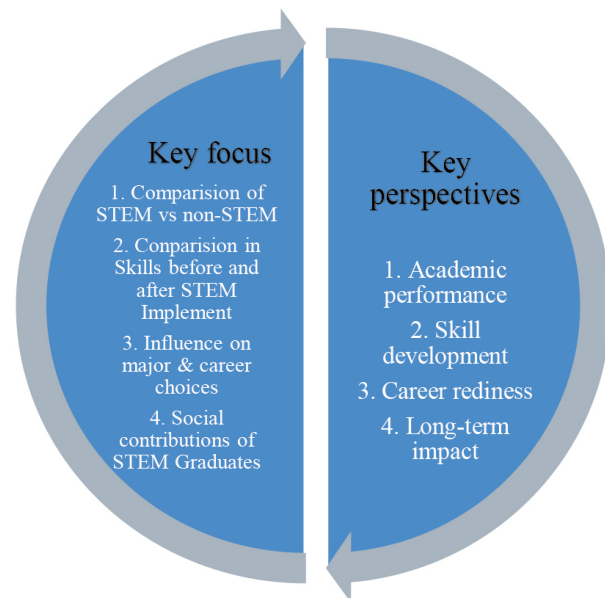 Key focus
1. Comparision of
STEM vs non-STEM
2. Conparision in
Skills before and
after STEM
Implement
3. Influence on
major & career
choices
4. Social
contributions of
STEM Graduates
Key
perspectives
1. Academic
performance
2. Skill
development
3. Career rediness
4. Long-term
impact